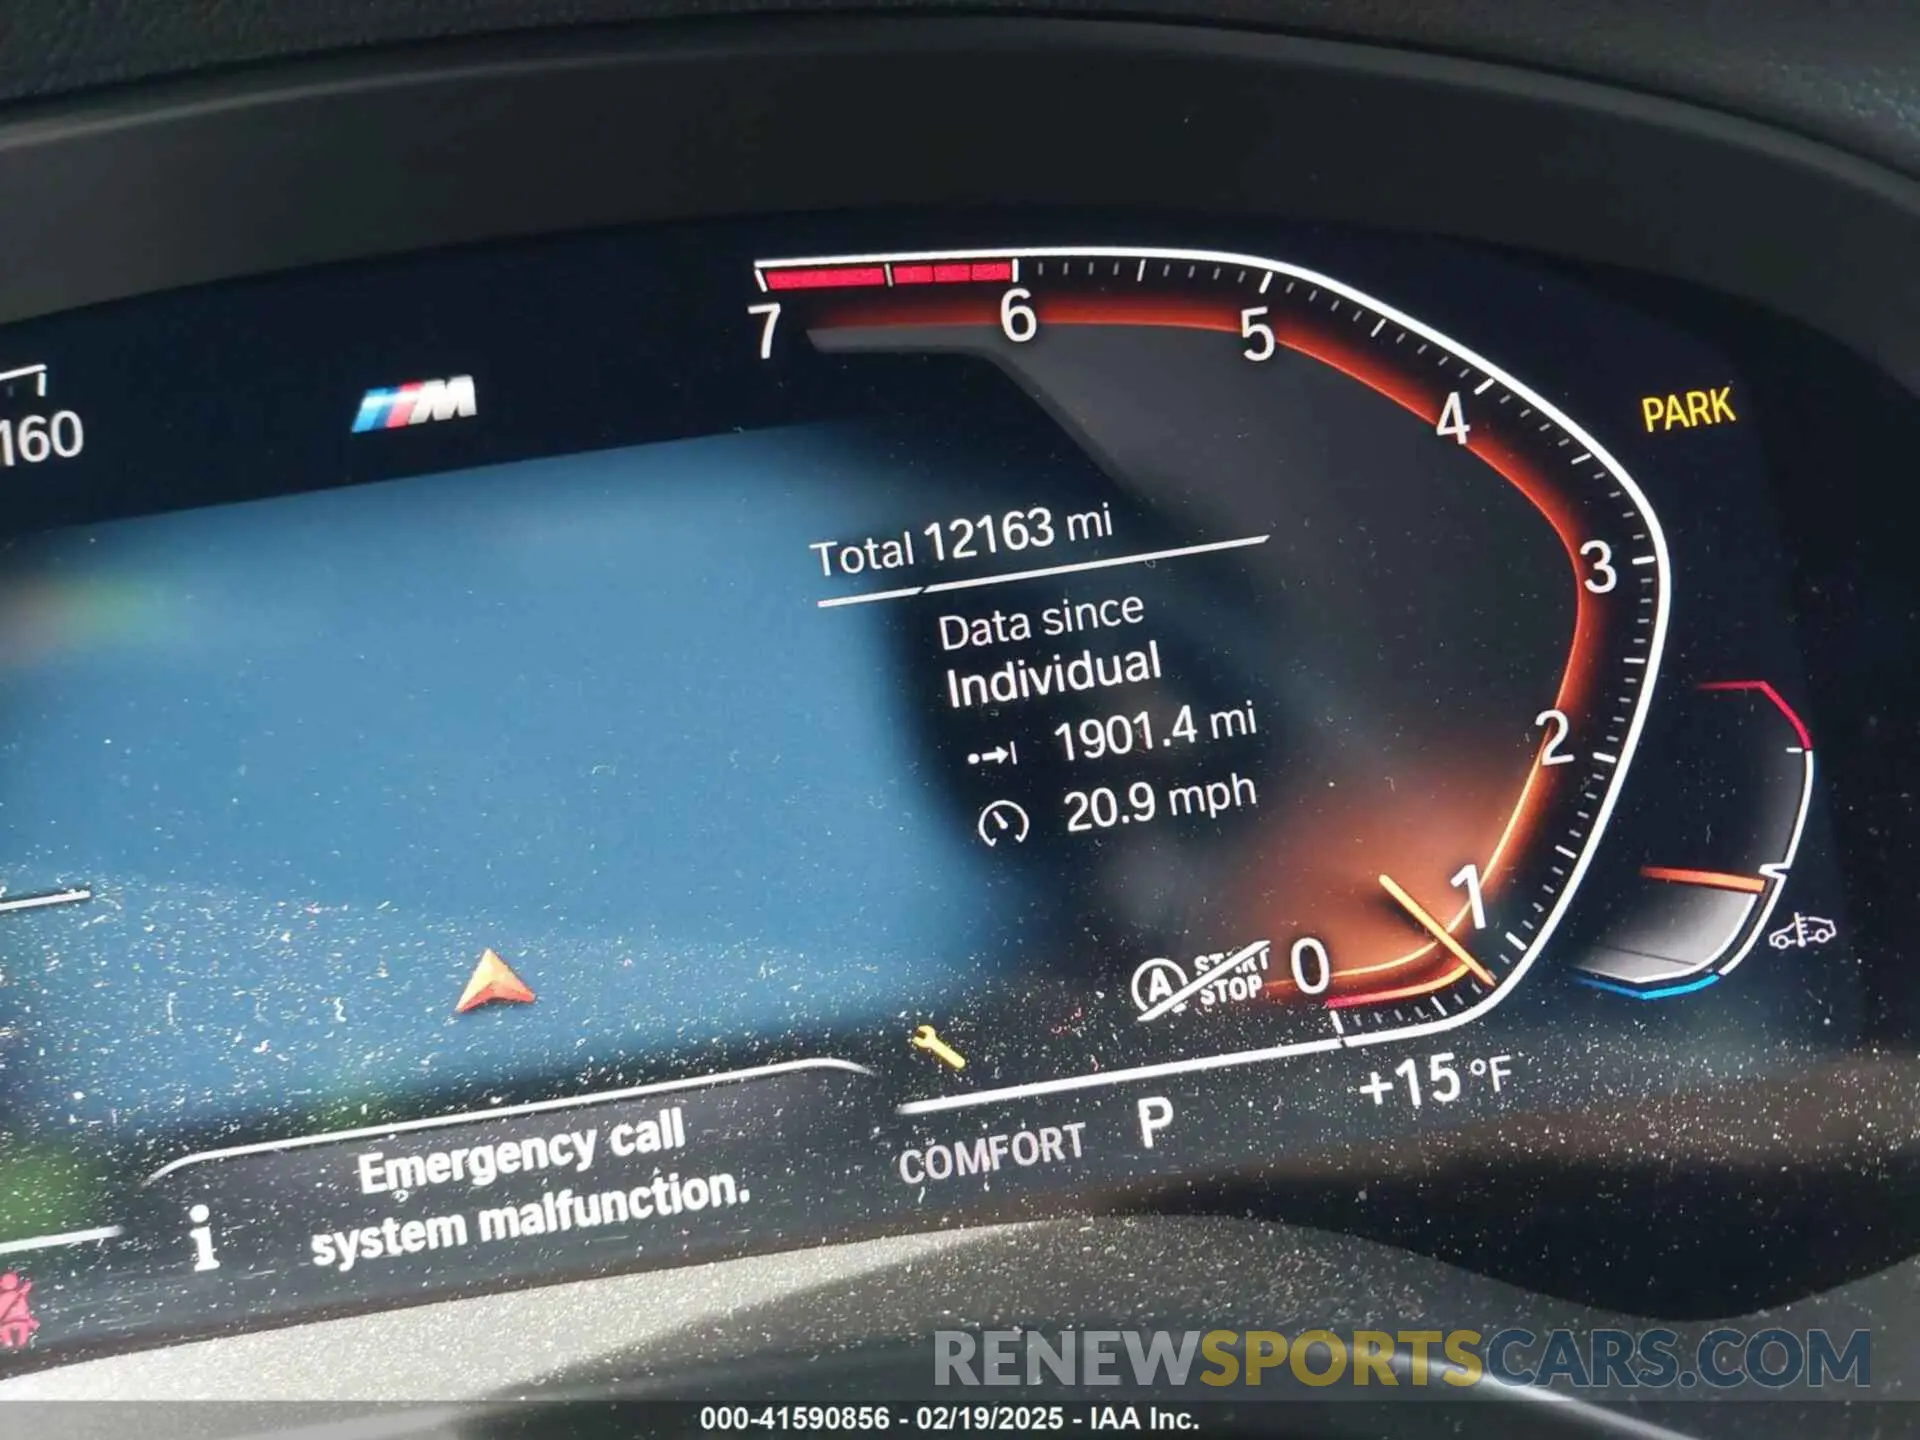 7
6
5
4
3
2
1
0
160
M
PARK
Total 12163 mi
Data since
Individual
1901.4 mi
20.9 mph
A START
STOP
+15 °F
COMFORT P
Emergency call
system malfunction.
i
RENEWSPORTSCARS.COM
000-41590856 - 02/19/2025 - IAA Inc.